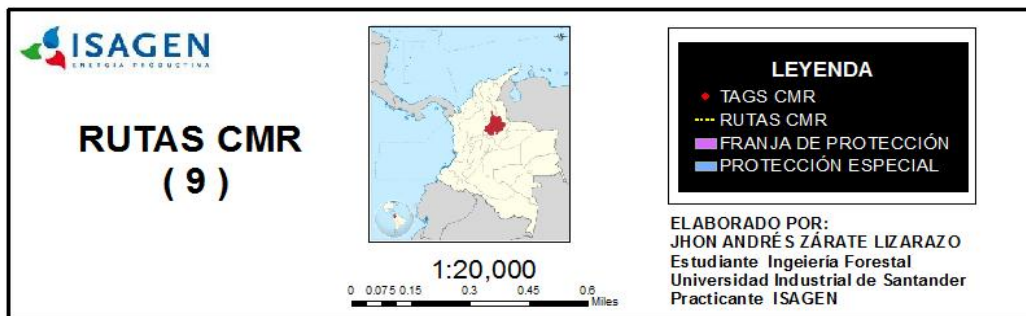 ISAGEN
ENERGÍA PRODUCTIVA
RUTAS CMR
( 9 )
1:20,000
0 0.075 0.15 0.3 0.45 0.6
Miles
LEYENDA
TAGS CMR
RUTAS CMR
FRANJA DE PROTECCIÓN
PROTECCIÓN ESPECIAL
ELABORADO POR:
JHON ANDRÉS ZÁRATE LIZARAZO
Estudiante Ingeiería Forestal
Universidad Industrial de Santander
Practicante ISAGEN